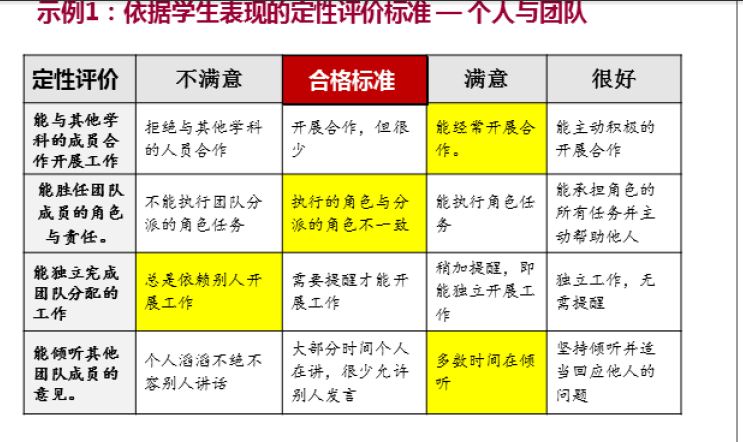 示例1：依据学生表现的定性评价标准 — 个人与团队
定性评价 不满意 合格标准 满意 很好
能与其他学
科的成员合
作开展工作
拒绝与其他学科
的人员合作
开展合作，但很
少
能经常开展合
作。
能主动积极的
开展合作
能胜任团队
成员的角色
与责任。
不能执行团队分
派的角色任务
执行的角色与分
派的角色不一致
能执行角色任
务
能承担角色的
所有任务并主
动帮助他人
能独立完成
团队分配的
工作
总是依赖别人开
展工作
需要提醒才能开
展工作
稍加提醒，即
能独立开展工
作
独立工作，无
需提醒
能倾听其他
团队成员的
意见。
个人滔滔不绝不
容别人讲话
大部分时间个人
在讲，很少允许
别人发言
多数时间在倾
听
坚持倾听并适
当回应他人的
问题